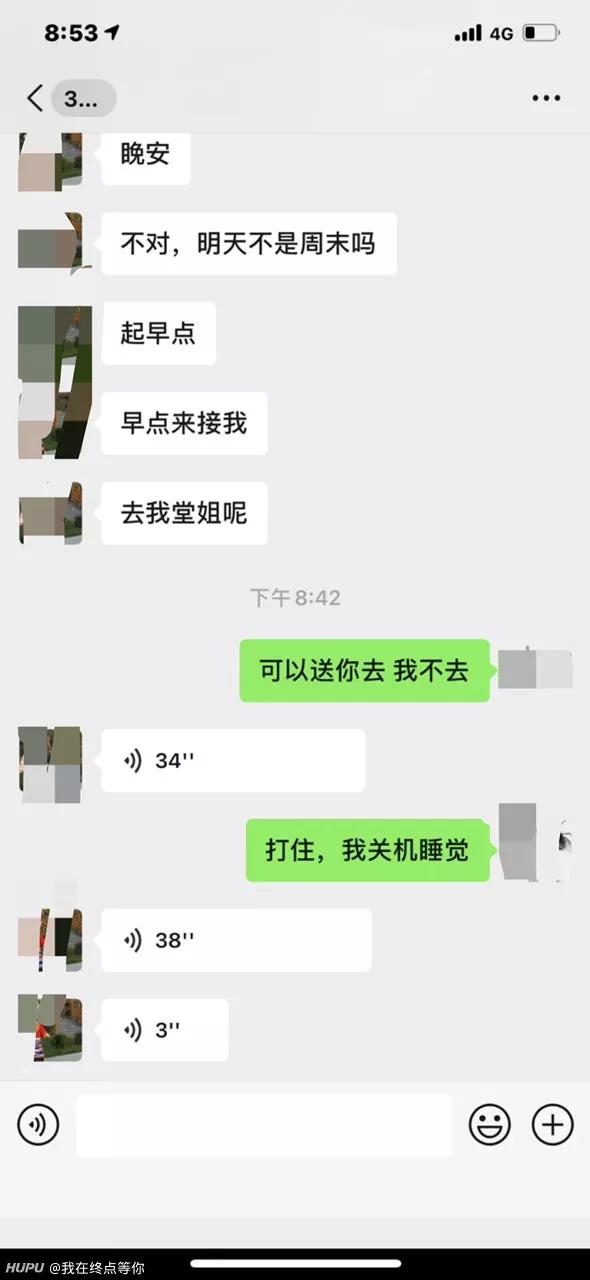 8:53
4G
3...
晚安
不对，明天不是周末吗
起早点
早点来接我
去我堂姐呢
下午8:42
可以送你去 我不去
34''
打住，我关机睡觉
38''
3''
HUPU @我在终点等你